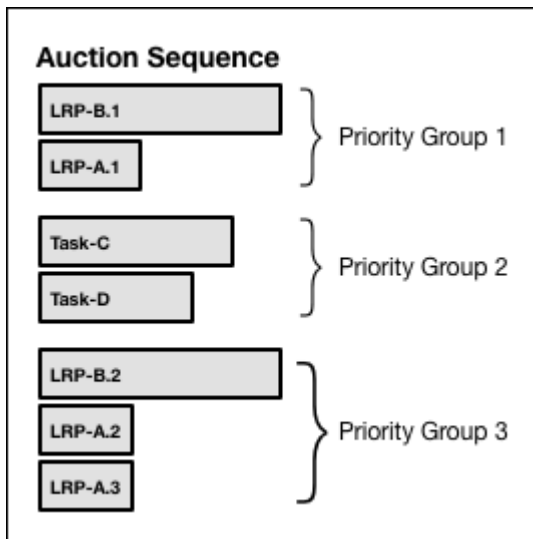 Auction Sequence
LRP-B.1
LRP-A.1
Priority Group 1
Task-C
Task-D
Priority Group 2
LRP-B.2
LRP-A.2
LRP-A.3
Priority Group 3